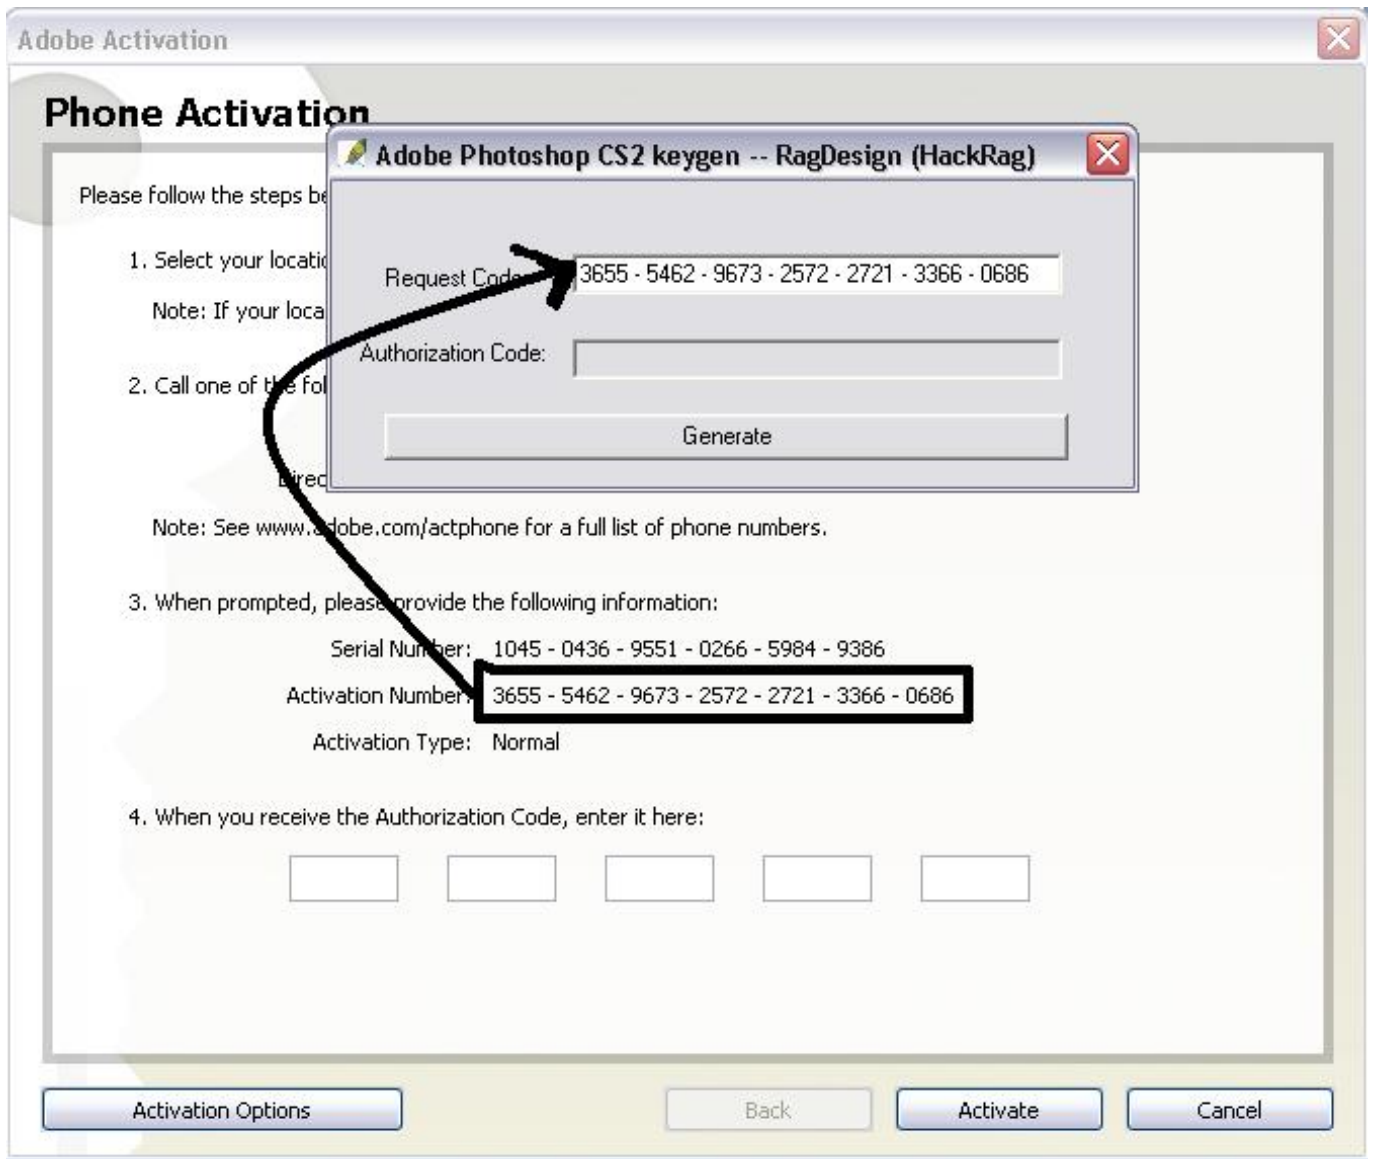 Adobe Activation
Phone Activation
Adobe Photoshop CS2 keygen -- RagDesign (HackRag)
Please follow the steps
1. Select your
Request Code: 3655 - 5462 - 9673 - 2572 - 2721 - 3366 - 0686
Note: If your
Authorization Code:
2. Call one of the
Generate
Note: See www.adobe.com/actphone for a full list of phone numbers.
3. When prompted, please provide the following information:
Serial Number: 1045 - 0436 - 9551 - 0266 - 5984 - 9386
Activation Number: 3655 - 5462 - 9673 - 2572 - 2721 - 3366 - 0686
Activation Type: Normal
4. When you receive the Authorization Code, enter it here:
Activation Options
Back
Activate
Cancel